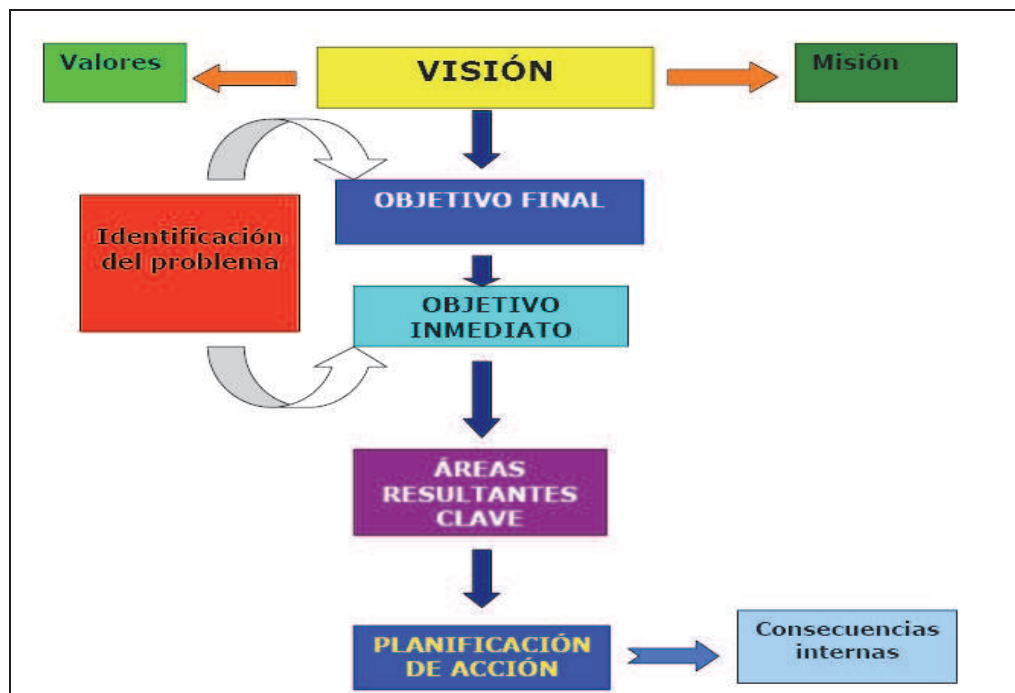 Valores
VISIÓN
Misión
OBJETIVO FINAL
Identificación
del problema
OBJETIVO
INMEDIATO
ÁREAS
RESULTANTES
CLAVE
PLANIFICACIÓN
DE ACCIÓN
Consecuencias
internas